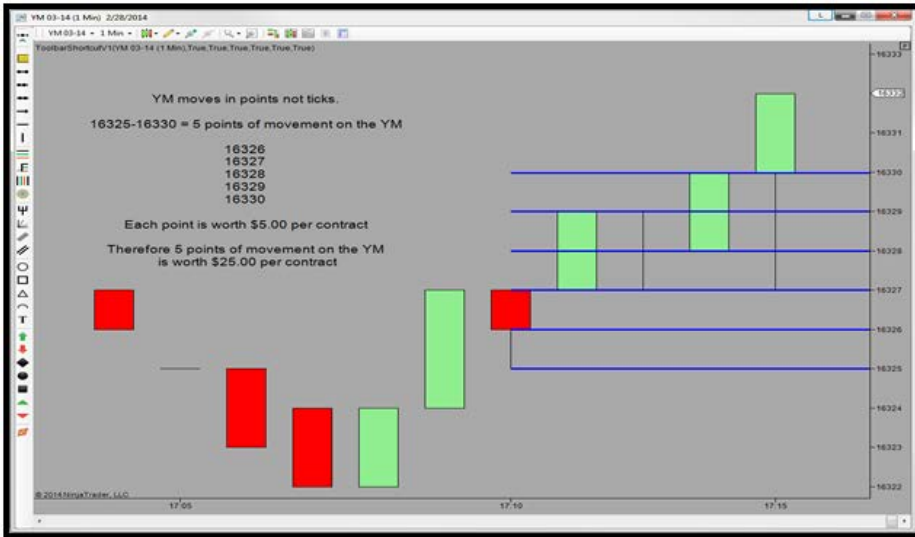 YM 03-14 (1 Min) 2/28/2014
YM 03-14 1 Min
ToolbarShortcutV1(YM 03-14 (1 Min),True,True,True,True,True,True)
F
16333
YM moves in points not ticks.
16332
16325-16330 = 5 points of movement on the YM
16331
16326
16327
16328
16329
16330
16330
Each point is worth $5.00 per contract
16329
Therefore 5 points of movement on the YM
is worth $25.00 per contract
16328
16327
16326
16325
16324
16323
16322
© 2014 NinjaTrader, LLC
17:05 17:10 17:15